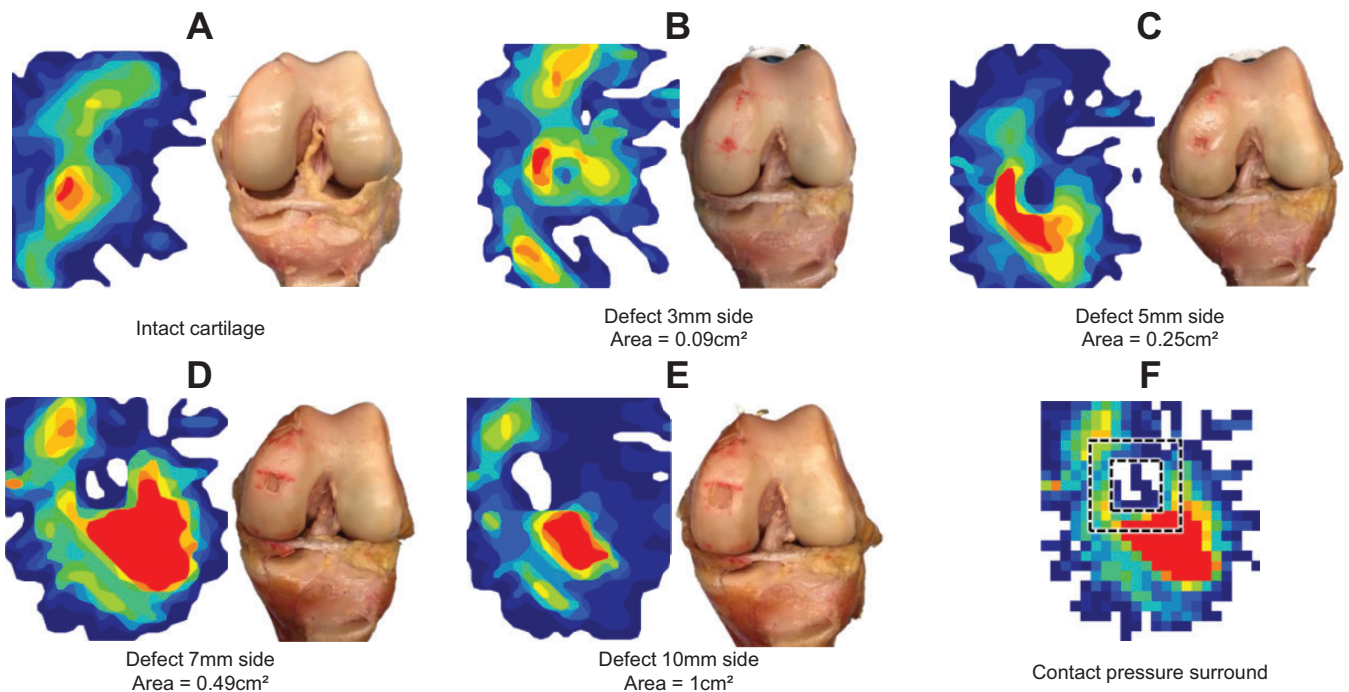 A
B
C
Intact cartilage
Defect 3mm side
Area = 0.09cm²
Defect 5mm side
Area = 0.25cm²
D
E
F
Defect 7mm side
Area = 0.49cm²
Defect 10mm side
Area = 1cm²
Contact pressure surround